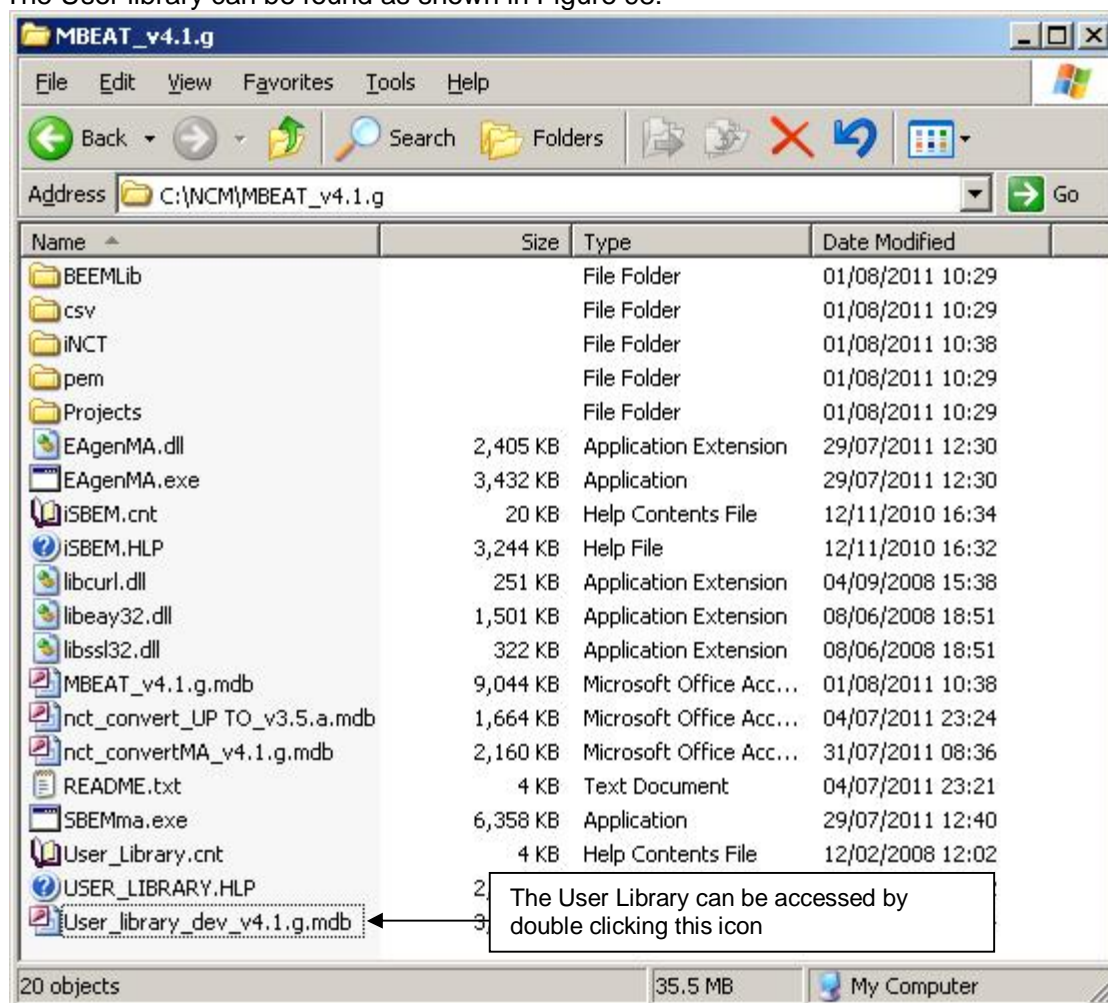 MBEAT_v4.1.g
File Edit View Favorites Tools Help
Back Search Folders
Address C:\NCM\MBEAT_v4.1.g Go
Name Size Type Date Modified
BEEMLib File Folder 01/08/2011 10:29
csv File Folder 01/08/2011 10:29
iNCT File Folder 01/08/2011 10:38
pem File Folder 01/08/2011 10:29
Projects File Folder 01/08/2011 10:29
EAgenMA.dll 2,405 KB Application Extension 29/07/2011 12:30
EAgenMA.exe 3,432 KB Application 29/07/2011 12:30
iSBEM.cnt 20 KB Help Contents File 12/11/2010 16:34
iSBEM.HLP 3,244 KB Help File 12/11/2010 16:32
libcurl.dll 251 KB Application Extension 04/09/2008 15:38
libeay32.dll 1,501 KB Application Extension 08/06/2008 18:51
libssl32.dll 322 KB Application Extension 08/06/2008 18:51
MBEAT_v4.1.g.mdb 9,044 KB Microsoft Office Acc... 01/08/2011 10:38
nct_convert_UP TO_v3.5.a.mdb 1,664 KB Microsoft Office Acc... 04/07/2011 23:24
nct_convertMA_v4.1.g.mdb 2,160 KB Microsoft Office Acc... 31/07/2011 08:36
README.txt 4 KB Text Document 04/07/2011 23:21
SBEMma.exe 6,358 KB Application 29/07/2011 12:40
User_Library.cnt 4 KB Help Contents File 12/02/2008 12:02
USER_LIBRARY.HLP
User_library_dev_v4.1.g.mdb
The User Library can be accessed by
double clicking this icon
20 objects 35.5 MB My Computer